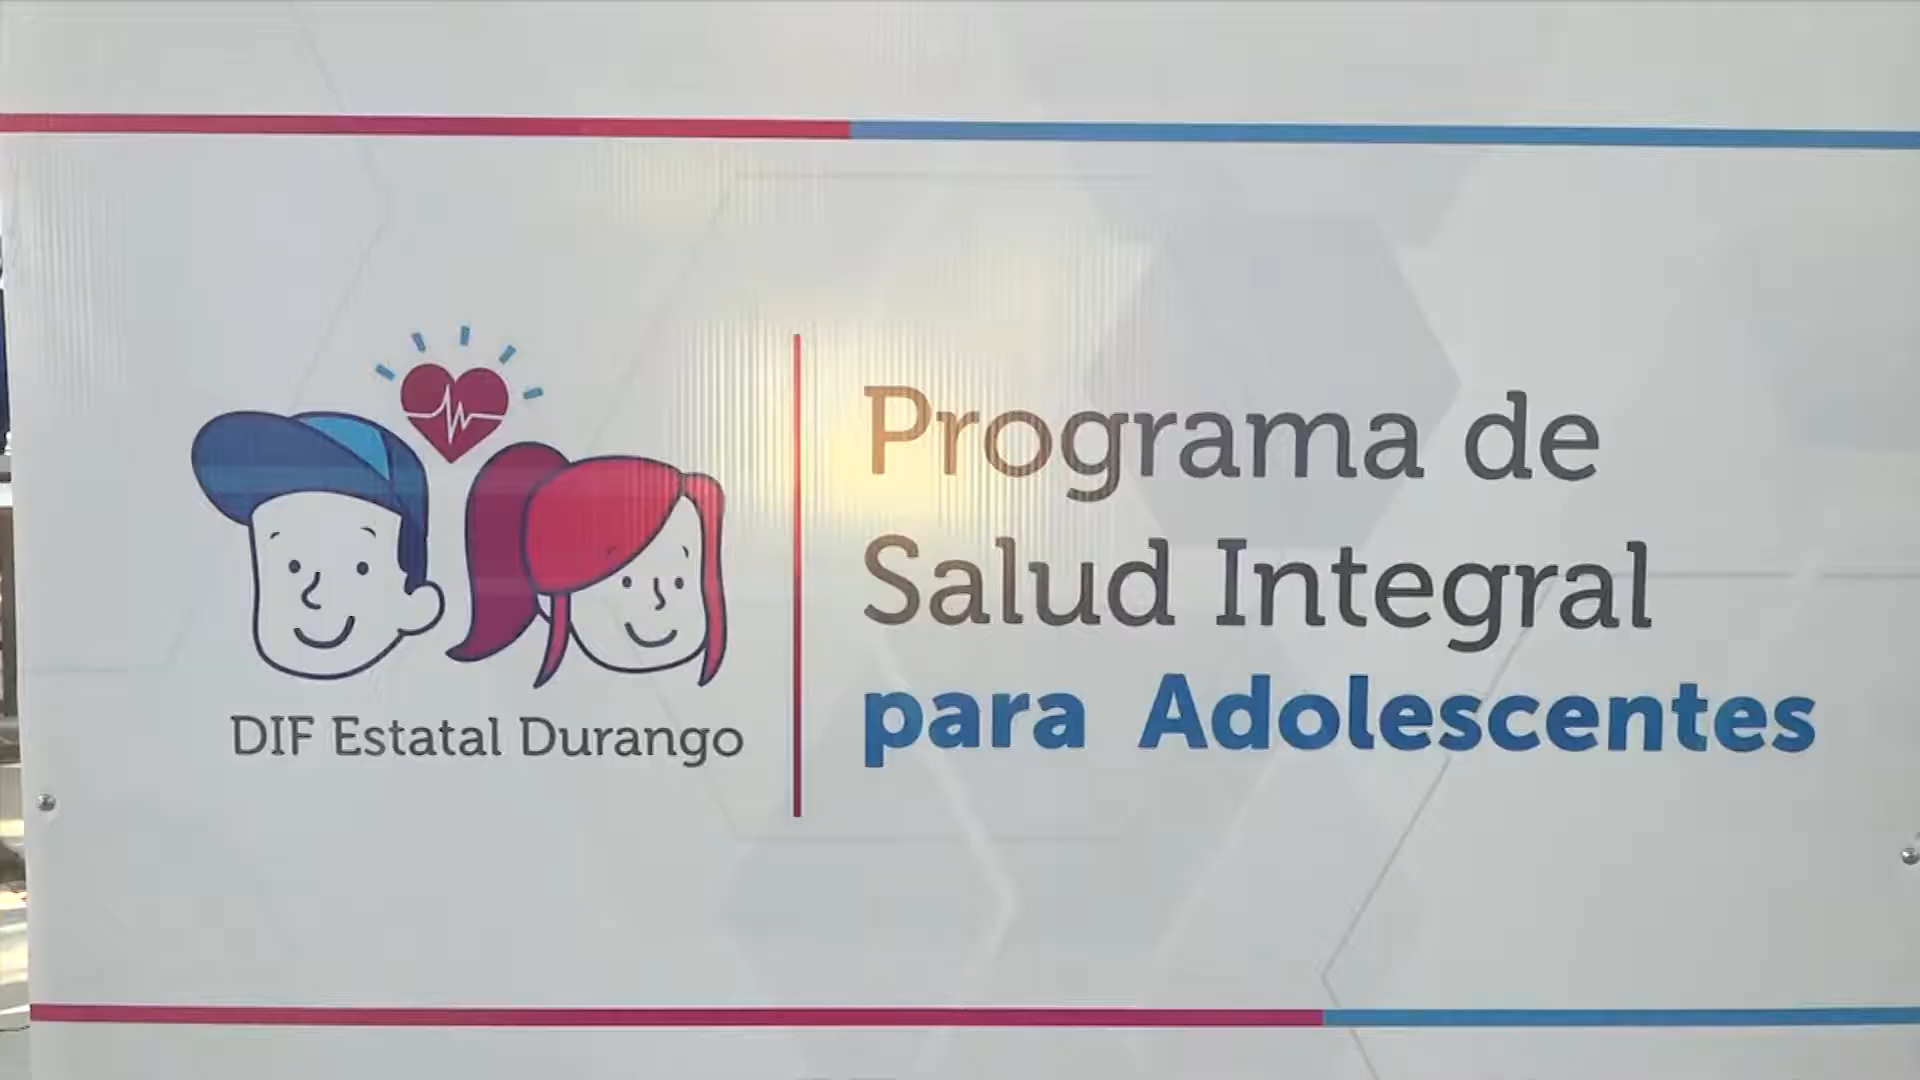 DIF Estatal Durango
Programa de
Salud Integral
para Adolescentes